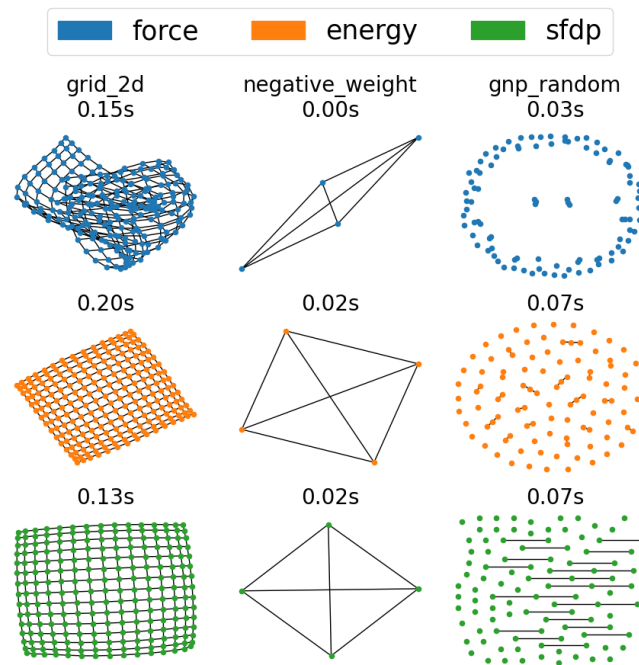 force energy sfdp
grid_2d negative_weight gnp_random
0.15s 0.00s 0.03s
0.20s 0.02s 0.07s
0.13s 0.02s 0.07s